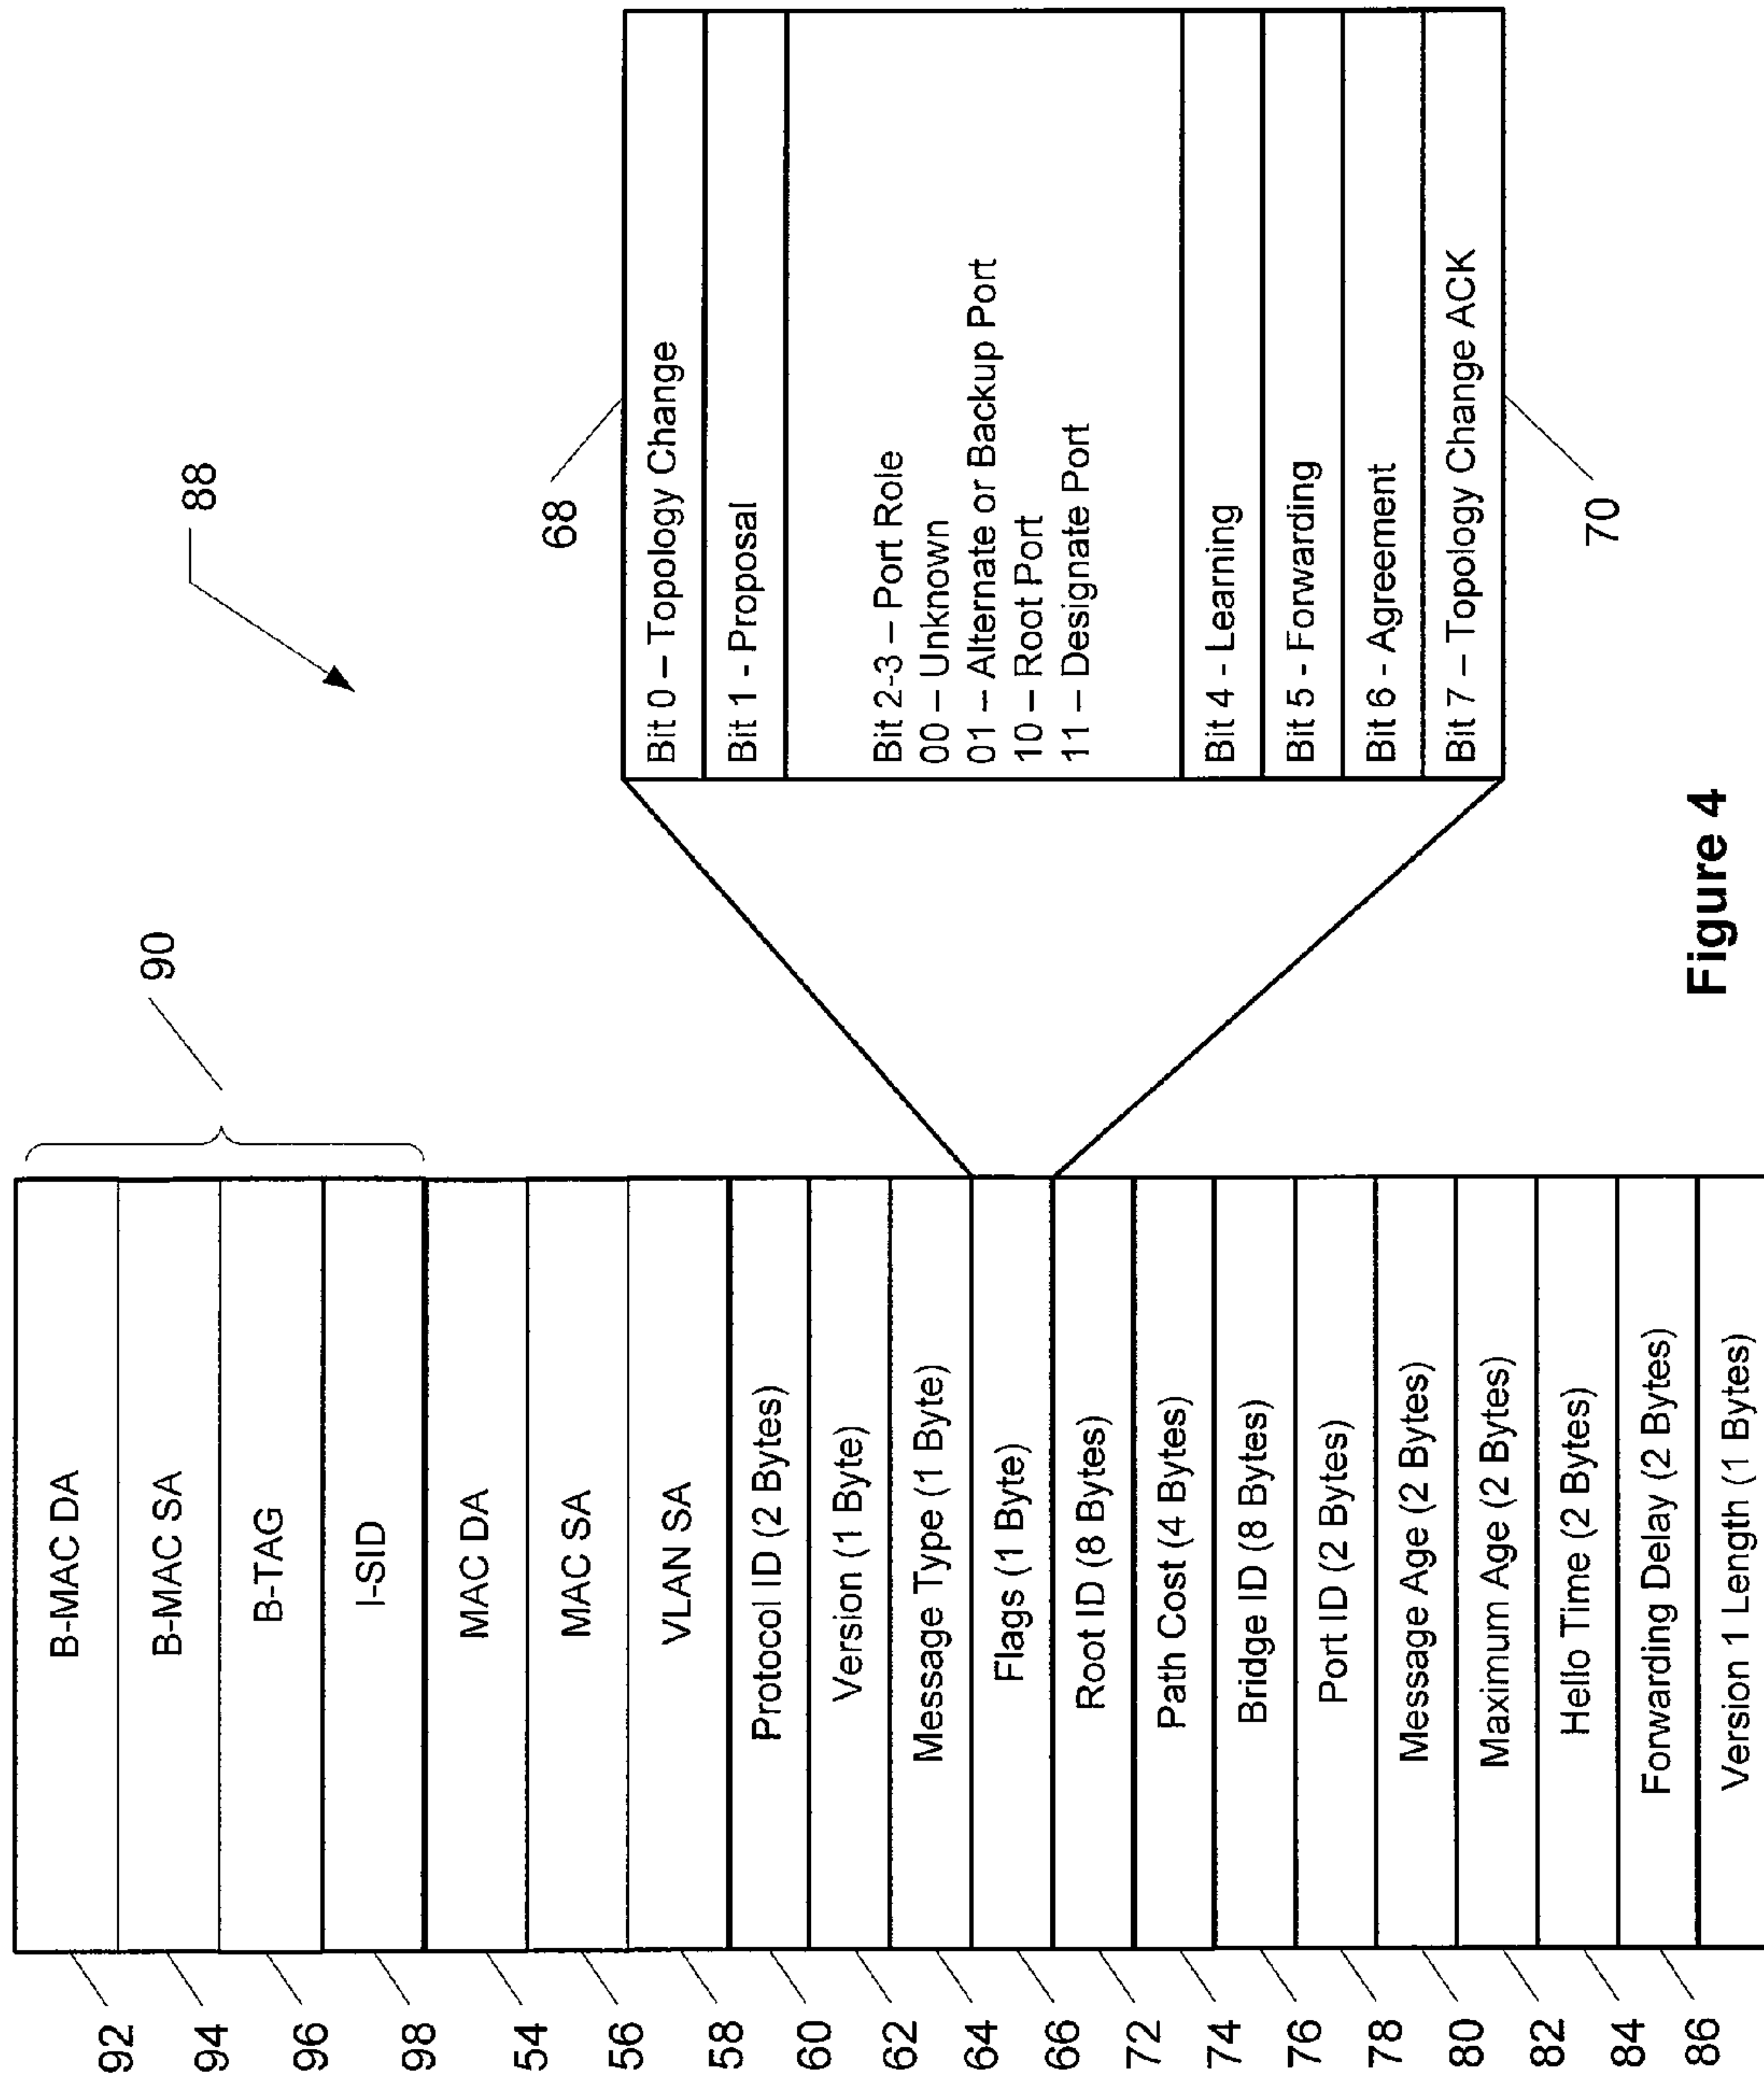 88
90
92
B-MAC DA
94
B-MAC SA
96
B-TAG
98
I-SID
54
MAC DA
56
MAC SA
58
VLAN SA
60
Protocol ID (2 Bytes)
62
Version (1 Byte)
64
Message Type (1 Byte)
66
Flags (1 Byte)
72
Root ID (8 Bytes)
74
Path Cost (4 Bytes)
76
Bridge ID (8 Bytes)
78
Port ID (2 Bytes)
80
Message Age (2 Bytes)
82
Maximum Age (2 Bytes)
84
Hello Time (2 Bytes)
86
Forwarding Delay (2 Bytes)
Version 1 Length (1 Bytes)
68
Bit 0 – Topology Change
Bit 1 - Proposal
Bit 2-3 – Port Role
00 – Unknown
01 – Alternate or Backup Port
10 – Root Port
11 – Designate Port
Bit 4 - Learning
Bit 5 - Forwarding
Bit 6 - Agreement
Bit 7 – Topology Change ACK
70
Figure 4